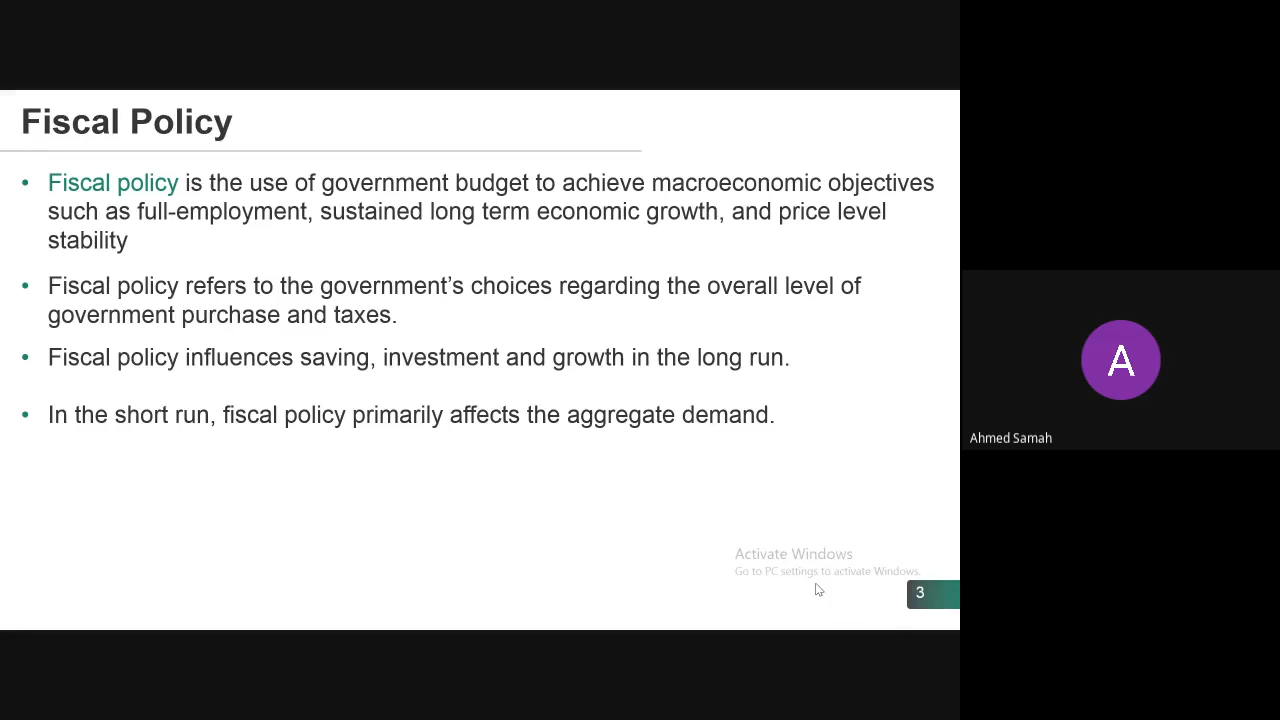 Fiscal Policy
• Fiscal policy is the use of government budget to achieve macroeconomic objectives
such as full-employment, sustained long term economic growth, and price level
stability
• Fiscal policy refers to the government’s choices regarding the overall level of
government purchase and taxes.
• Fiscal policy influences saving, investment and growth in the long run.
• In the short run, fiscal policy primarily affects the aggregate demand.
Activate Windows
Go to PC settings to activate Windows.
3
A
Ahmed Samah